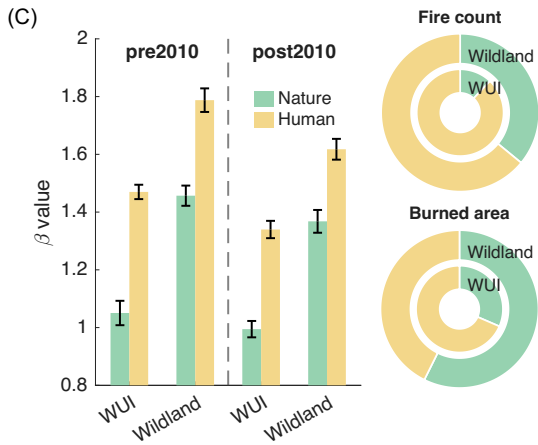 (C)
pre2010
post2010
Nature
Human
β value
2
1.8
1.6
1.4
1.2
1
0.8
WUI
Wildland
WUI
Wildland
Fire count
Wildland
WUI
Burned area
Wildland
WUI